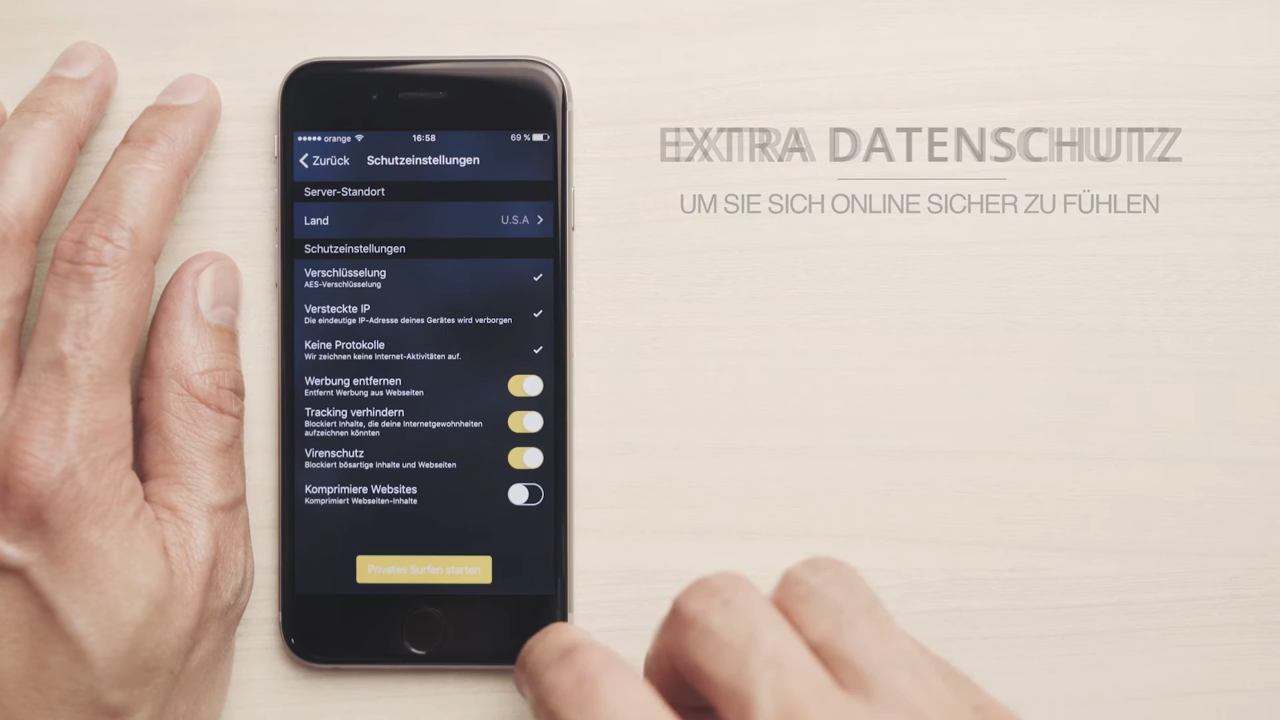 EXTRA DATENSCHUTZ
UM SIE SICH ONLINE SICHER ZU FÜHLEN
orange
16:58
69 %
Zurück
Schutzeinstellungen
Server-Standort
Land
U.S.A
Schutzeinstellungen
Verschlüsselung
AES-Verschlüsselung
Versteckte IP
Die eindeutige IP-Adresse deines Gerätes wird verborgen
Keine Protokolle
Wir zeichnen keine Internet-Aktivitäten auf.
Werbung entfernen
Entfernt Werbung aus Webseiten
Tracking verhindern
Blockiert Inhalte, die deine Internetgewohnheiten
aufzeichnen könnten
Virenschutz
Blockiert bösartige Inhalte und Webseiten
Komprimiere Websites
Komprimiert Webseiten-Inhalte
Privates Surfen starten